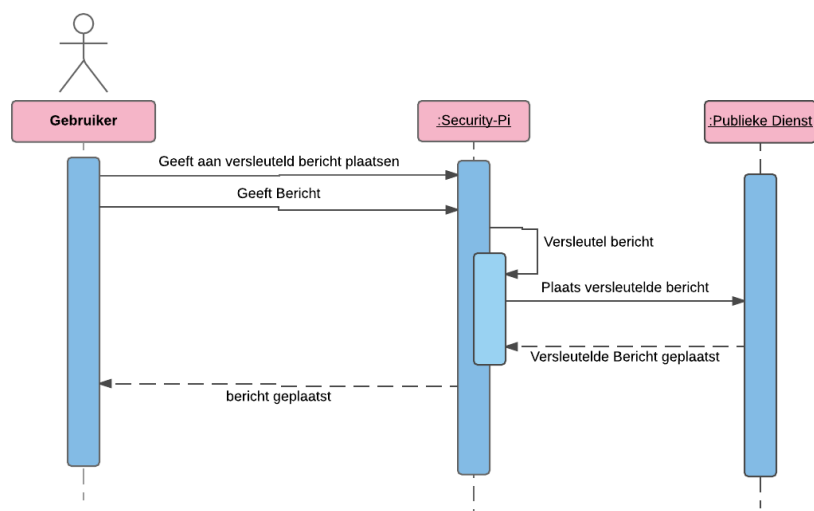 Gebruiker
:Security-Pi
:Publieke Dienst
Geeft aan versleuteld bericht plaatsen
Geeft Bericht
Versleutel bericht
Plaats versleutelde bericht
Versleutelde Bericht geplaatst
bericht geplaatst